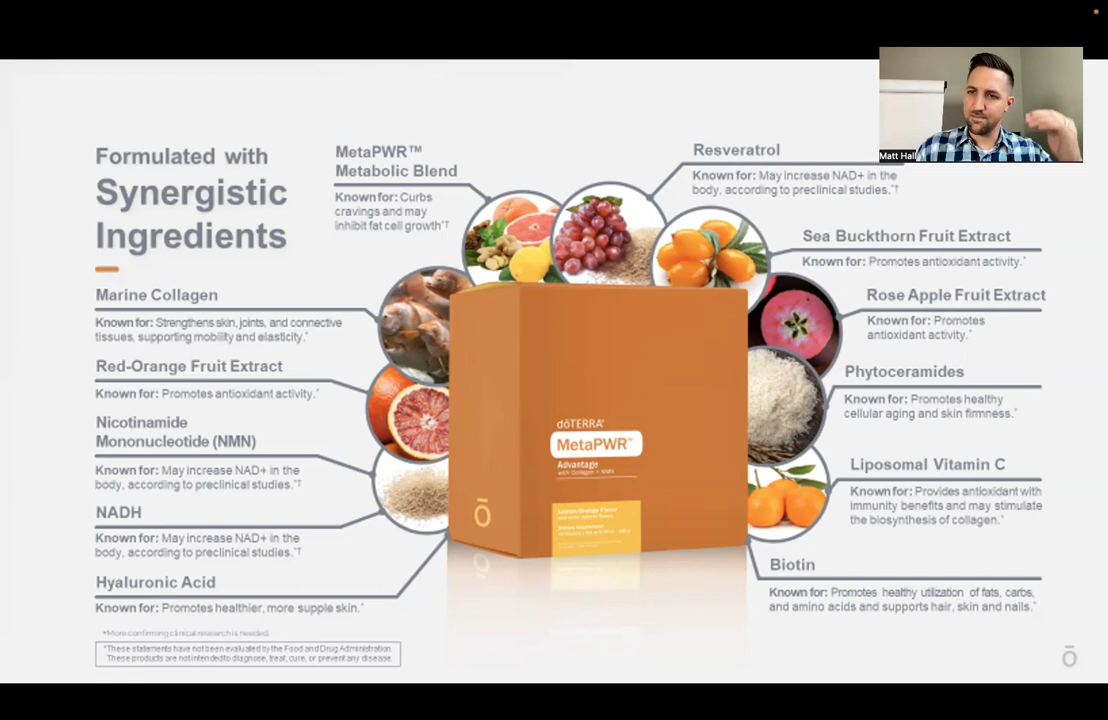 Formulated with
Synergistic
Ingredients
MetaPWR™
Metabolic Blend
Known for: Curbs
cravings and may
inhibit fat cell growth*†
Resveratrol
Known for: May increase NAD+ in the
body, according to preclinical studies.*†
Matt Hall
Sea Buckthorn Fruit Extract
Known for: Promotes antioxidant activity.*
Rose Apple Fruit Extract
Known for: Promotes
antioxidant activity.*
Phytoceramides
Known for: Promotes healthy
cellular aging and skin firmness.*
Liposomal Vitamin C
Known for: Provides antioxidant with
immunity benefits and may stimulate
the biosynthesis of collagen.*
Biotin
Known for: Promotes healthy utilization of fats, carbs,
and amino acids and supports hair, skin and nails.*
Marine Collagen
Known for: Strengthens skin, joints, and connective
tissues, supporting mobility and elasticity.*
Red-Orange Fruit Extract
Known for: Promotes antioxidant activity.*
Nicotinamide
Mononucleotide (NMN)
Known for: May increase NAD+ in the
body, according to preclinical studies.*†
NADH
Known for: May increase NAD+ in the
body, according to preclinical studies.*†
Hyaluronic Acid
Known for: Promotes healthier, more supple skin.*
dōTERRA®
MetaPWR™
Advantage
with Collagen + NMN
Lemon-Orange Flavor
Dietary Supplement
ō
†More confirming clinical research is needed.
*These statements have not been evaluated by the Food and Drug Administration.
These products are not intended to diagnose, treat, cure, or prevent any disease.
ō